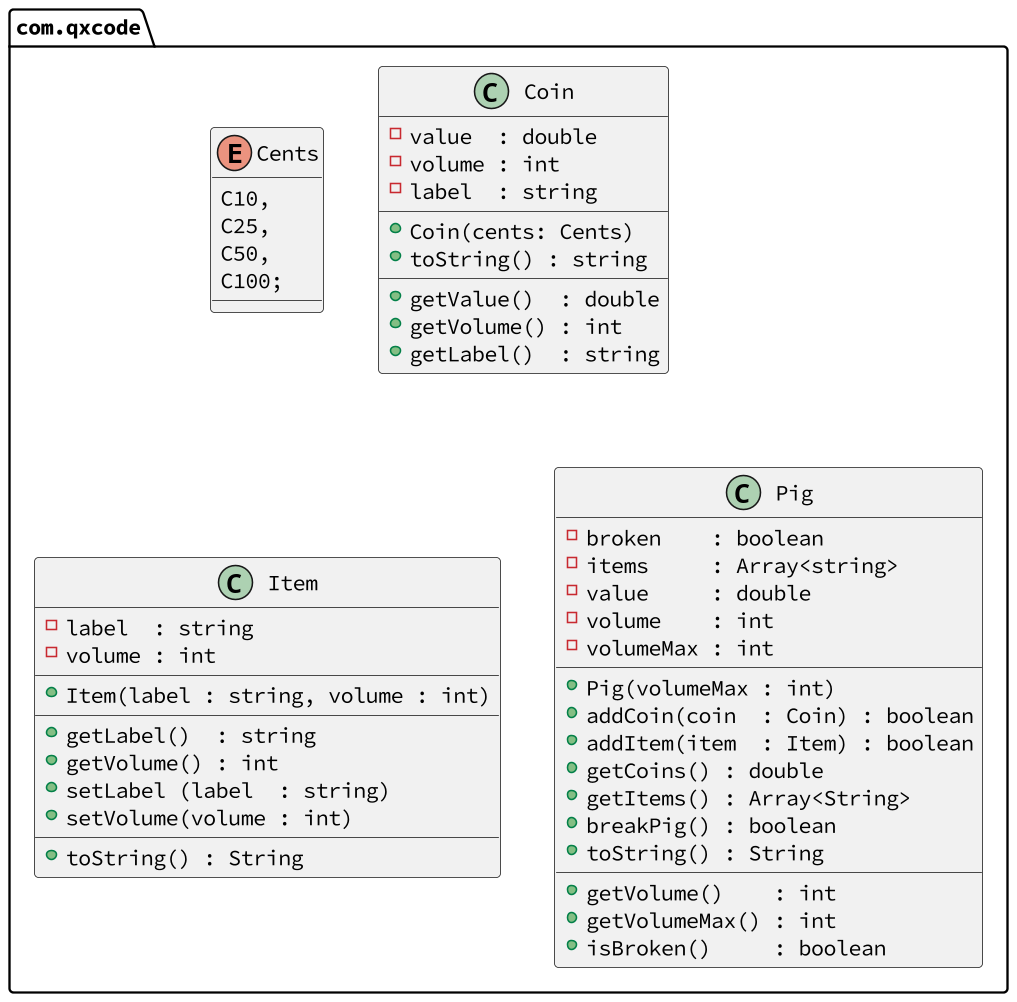 com.qxcode
E Cents
C10,
C25,
C50,
C100;
C Coin
value  : double
volume : int
label  : string
Coin(cents: Cents)
toString() : string
getValue()  : double
getVolume() : int
getLabel()  : string
C Item
label  : string
volume : int
Item(label : string, volume : int)
getLabel()  : string
getVolume() : int
setLabel (label  : string)
setVolume(volume : int)
toString() : String
C Pig
broken    : boolean
items     : Array<string>
value     : double
volume    : int
volumeMax : int
Pig(volumeMax : int)
addCoin(coin  : Coin) : boolean
addItem(item  : Item) : boolean
getCoins() : double
getItems() : Array<String>
breakPig() : boolean
toString() : String
getVolume()    : int
getVolumeMax() : int
isBroken()     : boolean